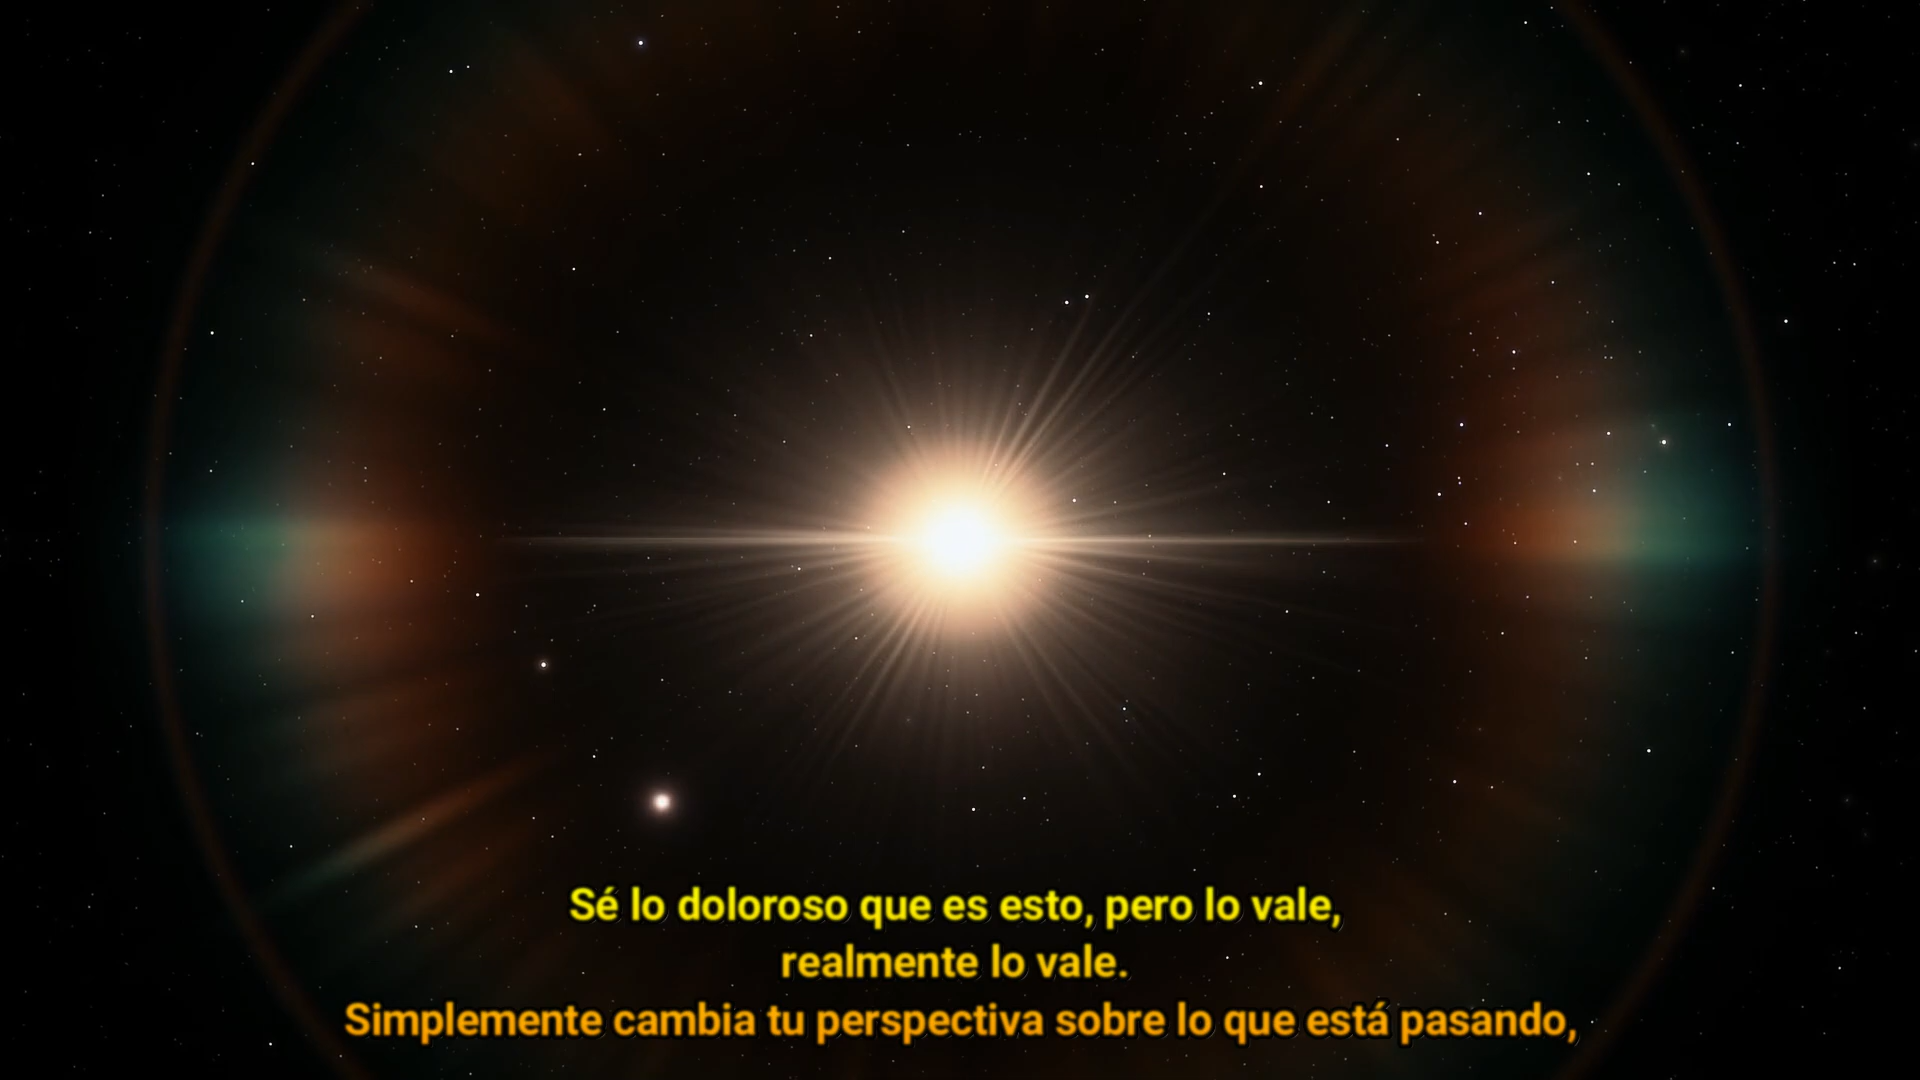 Sé lo doloroso que es esto, pero lo vale,
realmente lo vale.
Simplemente cambia tu perspectiva sobre lo que está pasando,